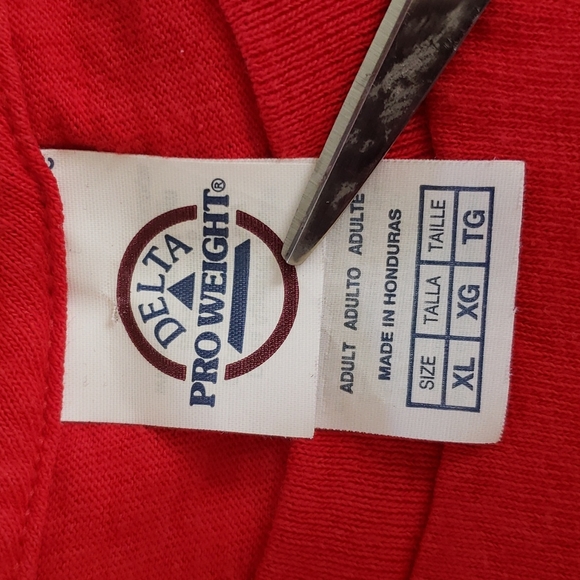 DELTA
PRO WEIGHT®
ADULT ADULTO ADULTE
MADE IN HONDURAS
SIZE TALLA TAILLE
XL XG TG